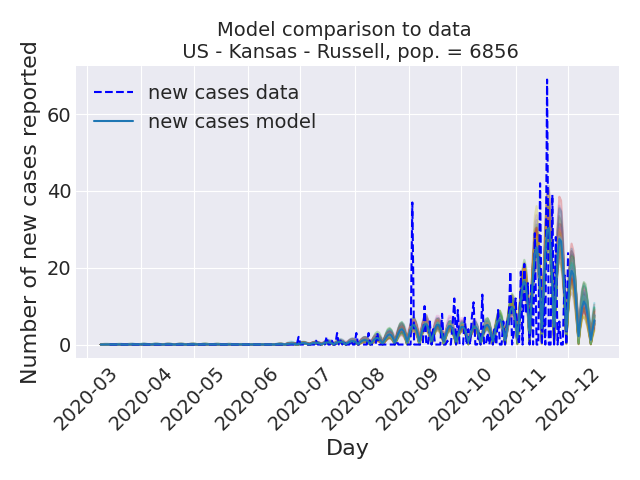 Model comparison to data
US - Kansas - Russell, pop. = 6856
Number of new cases reported
60
40
20
0
new cases data
new cases model
2020-03
2020-04
2020-05
2020-06
2020-07
2020-08
2020-09
2020-10
2020-11
2020-12
Day